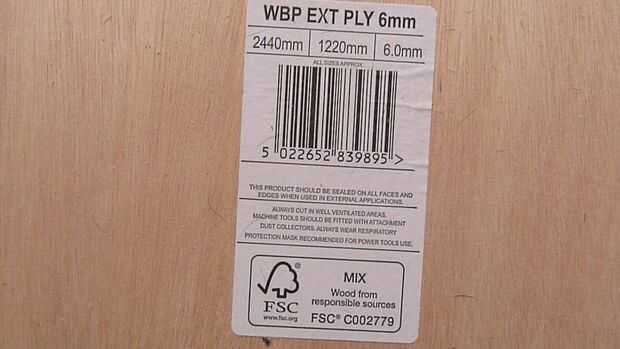 WBP EXT PLY 6mm
2440mm 1220mm 6.0mm
ALL SIZES APPROX.
5 022652 839895 >
THIS PRODUCT SHOULD BE SEALED ON ALL FACES AND
EDGES WHEN USED IN EXTERNAL APPLICATIONS.
ALWAYS CUT IN WELL VENTILATED AREAS.
MACHINE TOOLS SHOULD BE FITTED WITH ATTACHMENT
DUST COLLECTORS. ALWAYS WEAR RESPIRATORY
PROTECTION MASK RECOMMENDED FOR POWER TOOLS USE.
®
FSC
www.fsc.org
MIX
Wood from
responsible sources
FSC® C002779